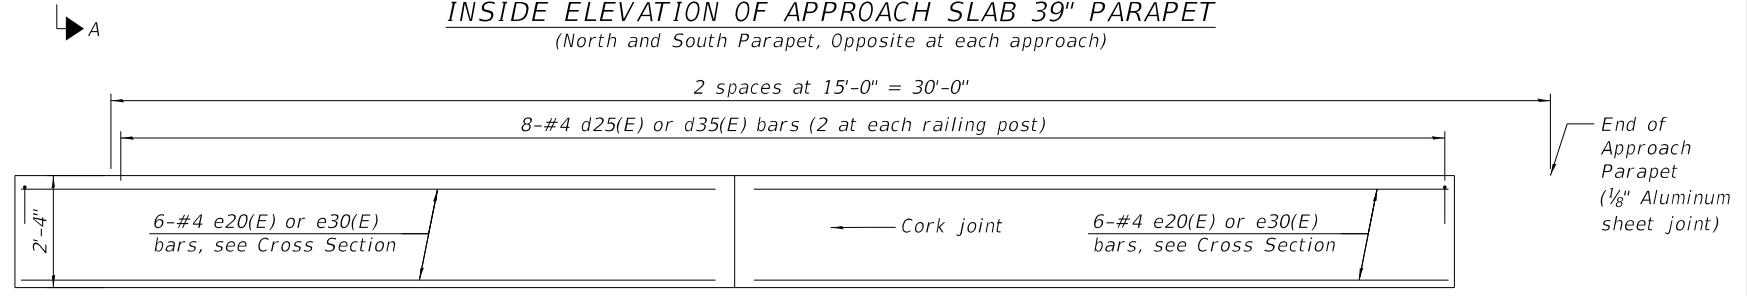 INSIDE ELEVATION OF APPROACH SLAB 39" PARAPET
A
(North and South Parapet, Opposite at each approach)
2 spaces at 15'-0" = 30'-0"
8-#4 d25(E) or d35(E) bars (2 at each railing post)
End of
Approach
Parapet
(1/8" Aluminum
sheet joint)
2'-4"
6-#4 e20(E) or e30(E)
bars, see Cross Section
Cork joint
6-#4 e20(E) or e30(E)
bars, see Cross Section